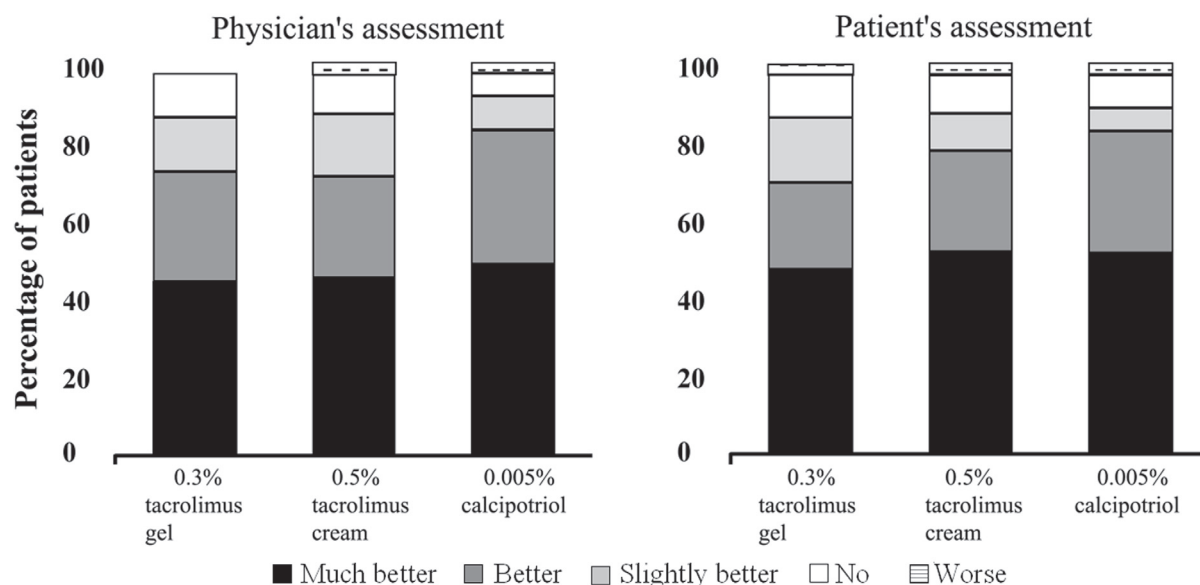 Physician's assessment
Percentage of patients
100
80
60
40
20
0
0.3%
tacrolimus
gel
0.5%
tacrolimus
cream
0.005%
calcipotriol
Patient's assessment
100
80
60
40
20
0
0.3%
tacrolimus
gel
0.5%
tacrolimus
cream
0.005%
calcipotriol
Much better Better Slightly better No Worse